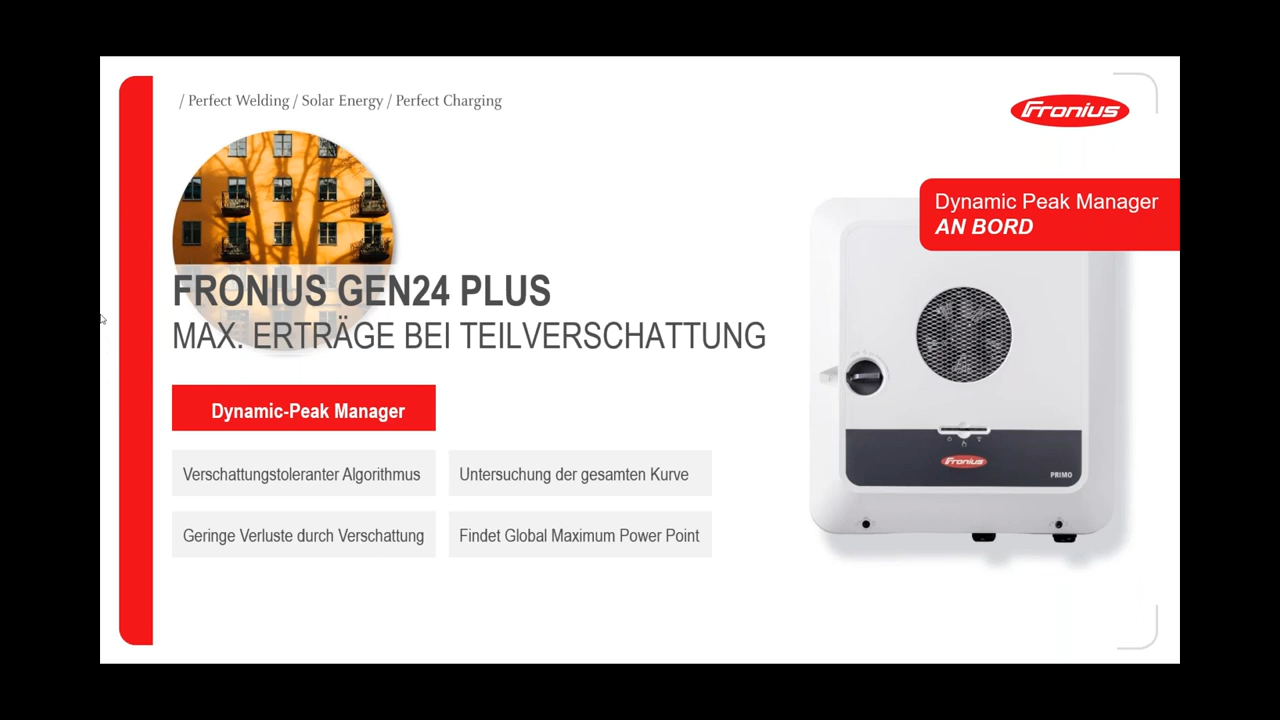 / Perfect Welding / Solar Energy / Perfect Charging
Fronius
Dynamic Peak Manager
AN BORD
FRONIUS GEN24 PLUS
MAX. ERTRÄGE BEI TEILVERSCHATTUNG
Dynamic-Peak Manager
Verschattungstoleranter Algorithmus
Untersuchung der gesamten Kurve
Geringe Verluste durch Verschattung
Findet Global Maximum Power Point
Fronius
PRIMO